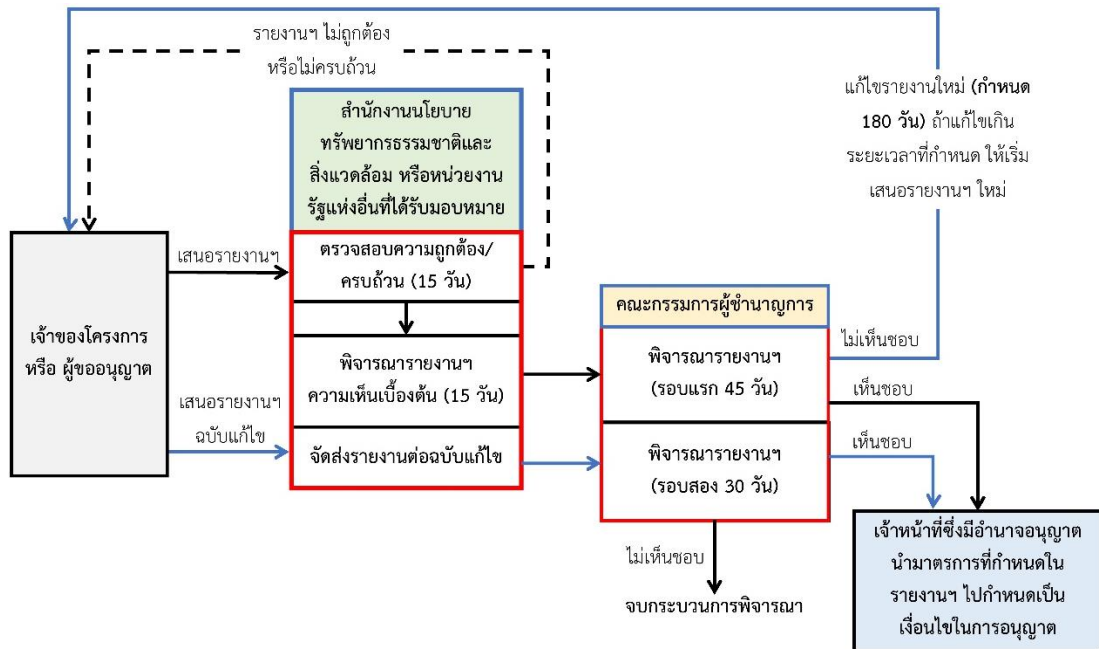 รายงานฯ ไม่ถูกต้อง
หรือไม่ครบถ้วน
แก้ไขรายงานใหม่ (กำหนด
180 วัน) ถ้าแก้ไขเกิน
ระยะเวลาที่กำหนด ให้เริ่ม
เสนอรายงานฯ ใหม่
สำนักงานนโยบาย
ทรัพยากรธรรมชาติและ
สิ่งแวดล้อม หรือหน่วยงาน
รัฐแห่งอื่นที่ได้รับมอบหมาย
เจ้าของโครงการ
หรือ ผู้ขออนุญาต
เสนอรายงานฯ
ตรวจสอบความถูกต้อง/
ครบถ้วน (15 วัน)
พิจารณารายงานฯ
ความเห็นเบื้องต้น (15 วัน)
เสนอรายงานฯ
ฉบับแก้ไข
จัดส่งรายงานต่อฉบับแก้ไข
คณะกรรมการผู้ชำนาญการ
พิจารณารายงานฯ
(รอบแรก 45 วัน)
ไม่เห็นชอบ
เห็นชอบ
พิจารณารายงานฯ
(รอบสอง 30 วัน)
เห็นชอบ
ไม่เห็นชอบ
จบกระบวนการพิจารณา
เจ้าหน้าที่ซึ่งมีอำนาจอนุญาต
นำมาตรการที่กำหนดใน
รายงานฯ ไปกำหนดเป็น
เงื่อนไขในการอนุญาต